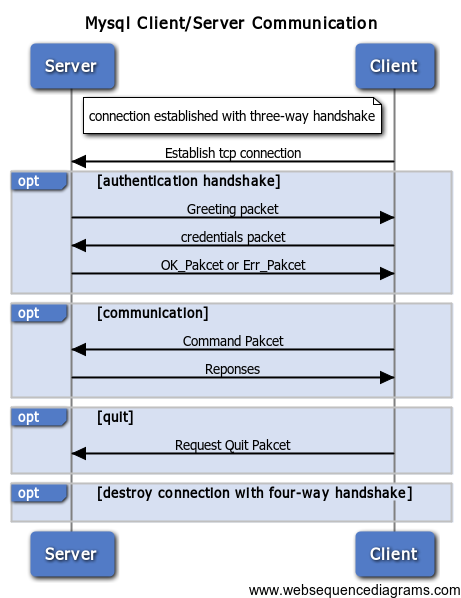 Mysql Client/Server Communication
Server Client
connection established with three-way handshake
Establish tcp connection
opt [authentication handshake]
Greeting packet
credentials packet
OK_Pakcet or Err_Pakcet
opt [communication]
Command Pakcet
Reponses
opt [quit]
Request Quit Pakcet
opt [destroy connection with four-way handshake]
Server Client
www.websequencediagrams.com